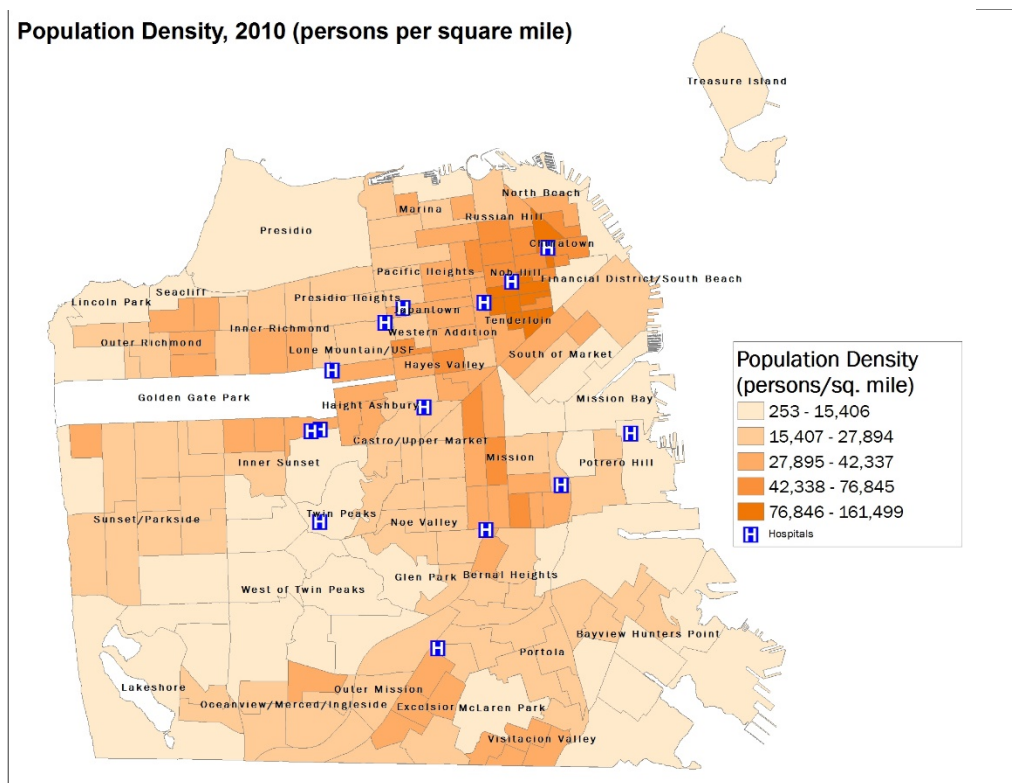 Population Density, 2010 (persons per square mile)
Treasure Island
North Beach
Marina
Russian Hill
Presidio
Chinatown
Pacific Heights
Nob Hill
Financial District/South Beach
Seacliff
Lincoln Park
Presidio Heights
Japantown
Inner Richmond
Western Addition
Tenderloin
Outer Richmond
Lone Mountain/USF
South of Market
Hayes Valley
Golden Gate Park
Haight Ashbury
Mission Bay
Castro/Upper Market
Inner Sunset
Mission
Potrero Hill
Sunset/Parkside
Twin Peaks
Noe Valley
Glen Park
Bernal Heights
West of Twin Peaks
Bayview Hunters Point
Portola
Lakeshore
Outer Mission
Oceanview/Merced/Ingleside
Excelsior
McLaren Park
Visitacion Valley
Population Density
(persons/sq. mile)
253 - 15,406
15,407 - 27,894
27,895 - 42,337
42,338 - 76,845
76,846 - 161,499
H Hospitals
H
H
H
H
H
H
H
H
H
H
H
H
H
H